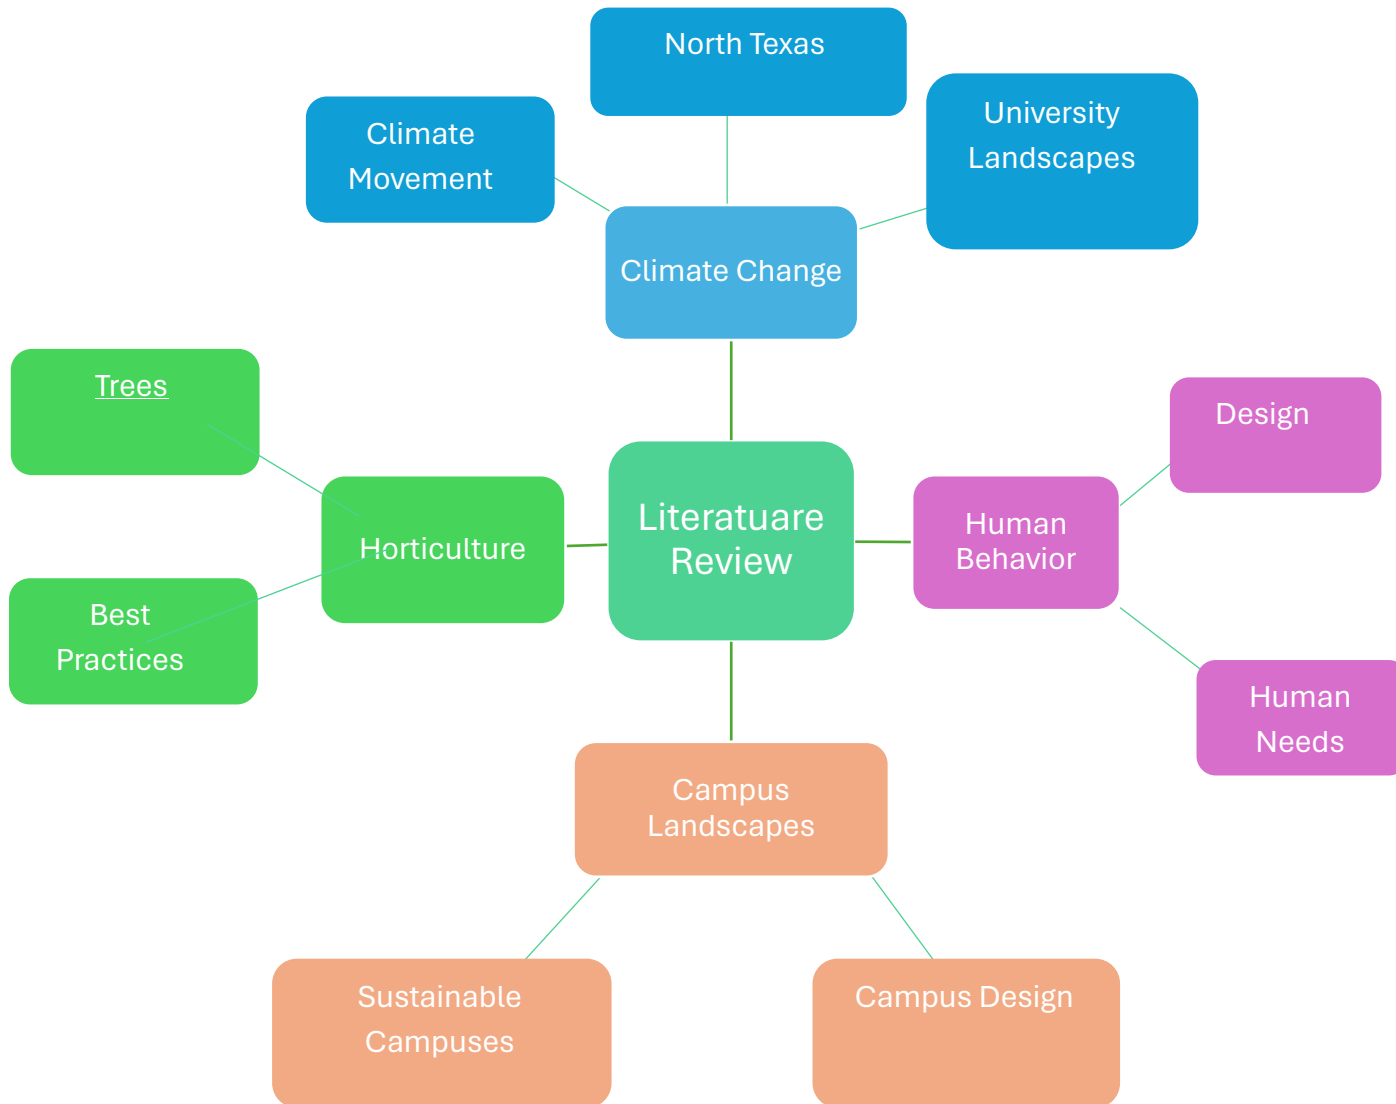 North Texas
University
Landscapes
Climate
Movement
Climate Change
Trees
Design
Literatuare
Review
Human
Behavior
Horticulture
Best
Practices
Human
Needs
Campus
Landscapes
Sustainable
Campuses
Campus Design